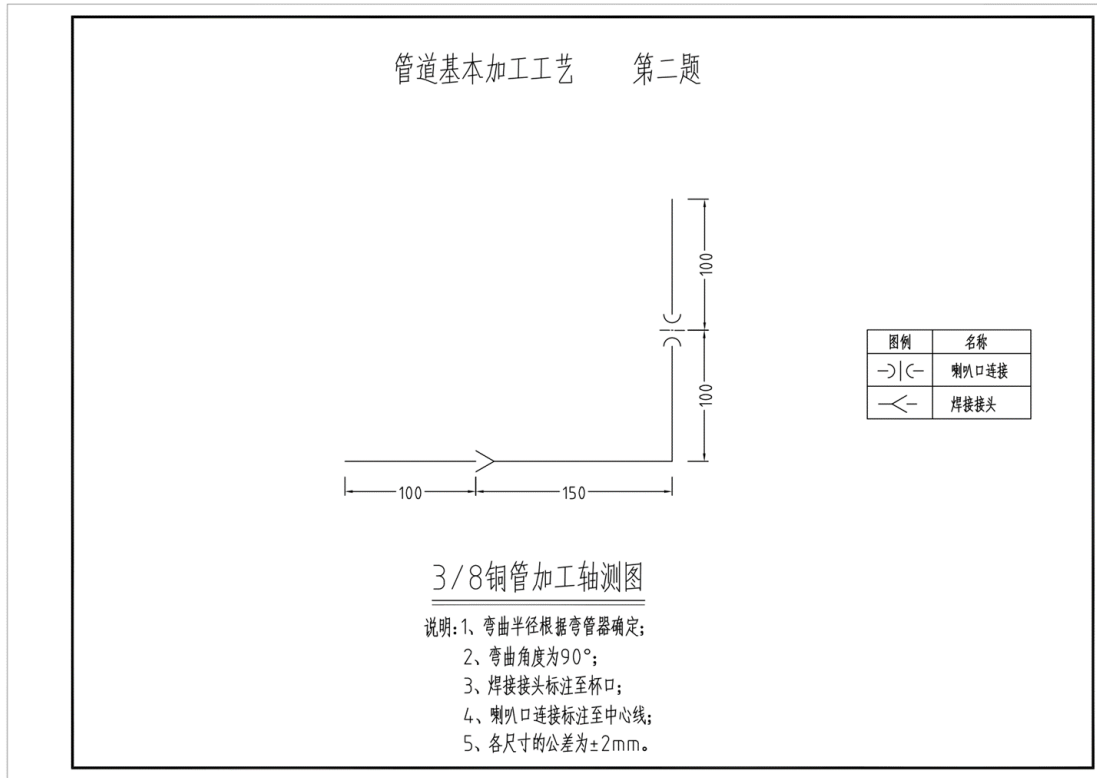 管道基本加工工艺 第二题
100
100
100
150
图例 名称
喇叭口连接
焊接接头
3/8铜管加工轴测图
说明:1、弯曲半径根据弯管器确定;
2、弯曲角度为90°;
3、焊接接头标注至杯口;
4、喇叭口连接标注至中心线;
5、各尺寸的公差为±2mm。